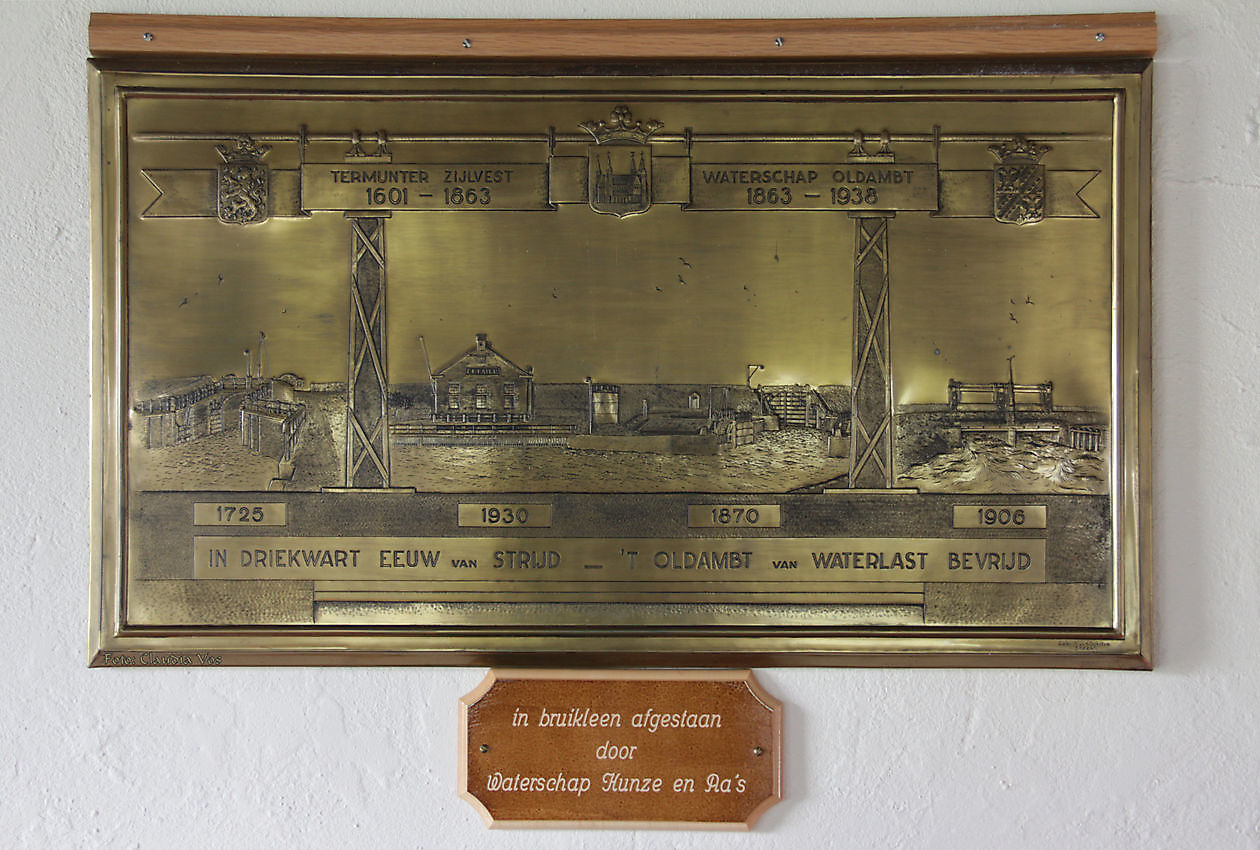 TERMUNTER ZIJLVEST
1601 – 1863
WATERSCHAP OLDAMBT
1863 – 1938
1725
1930
1870
1906
IN DRIEKWART EEUW VAN STRIJD – 'T OLDAMBT VAN WATERLAST BEVRIJD
Foto: Claudia Vos
in bruikleen afgestaan
door
Waterschap Hunze en Aa's